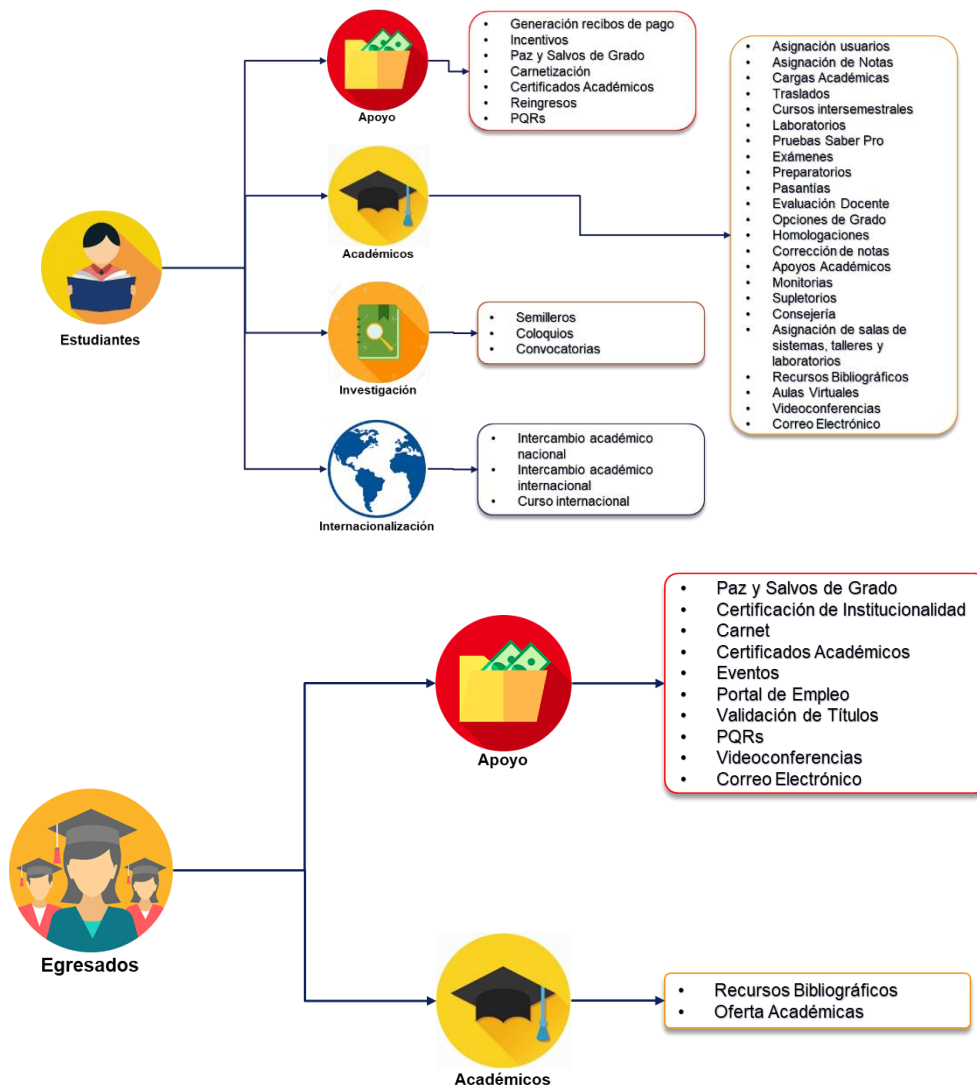 Estudiantes
Apoyo
• Generación recibos de pago
• Incentivos
• Paz y Salvos de Grado
• Carnetización
• Certificados Académicos
• Reingresos
• PQRs
Académicos
• Asignación usuarios
• Asignación de Notas
• Cargas Académicas
• Traslados
• Cursos intersemestrales
• Laboratorios
• Pruebas Saber Pro
• Exámenes
• Preparatorios
• Pasantías
• Evaluación Docente
• Opciones de Grado
• Homologaciones
• Corrección de notas
• Apoyos Académicos
• Monitorias
• Supletorios
• Consejería
• Asignación de salas de
sistemas, talleres y
laboratorios
• Recursos Bibliográficos
• Aulas Virtuales
• Videoconferencias
• Correo Electrónico
Investigación
• Semilleros
• Coloquios
• Convocatorias
Internacionalización
• Intercambio académico
nacional
• Intercambio académico
internacional
• Curso internacional
Egresados
Apoyo
• Paz y Salvos de Grado
• Certificación de Institucionalidad
• Carnet
• Certificados Académicos
• Eventos
• Portal de Empleo
• Validación de Títulos
• PQRs
• Videoconferencias
• Correo Electrónico
Académicos
• Recursos Bibliográficos
• Oferta Académicas